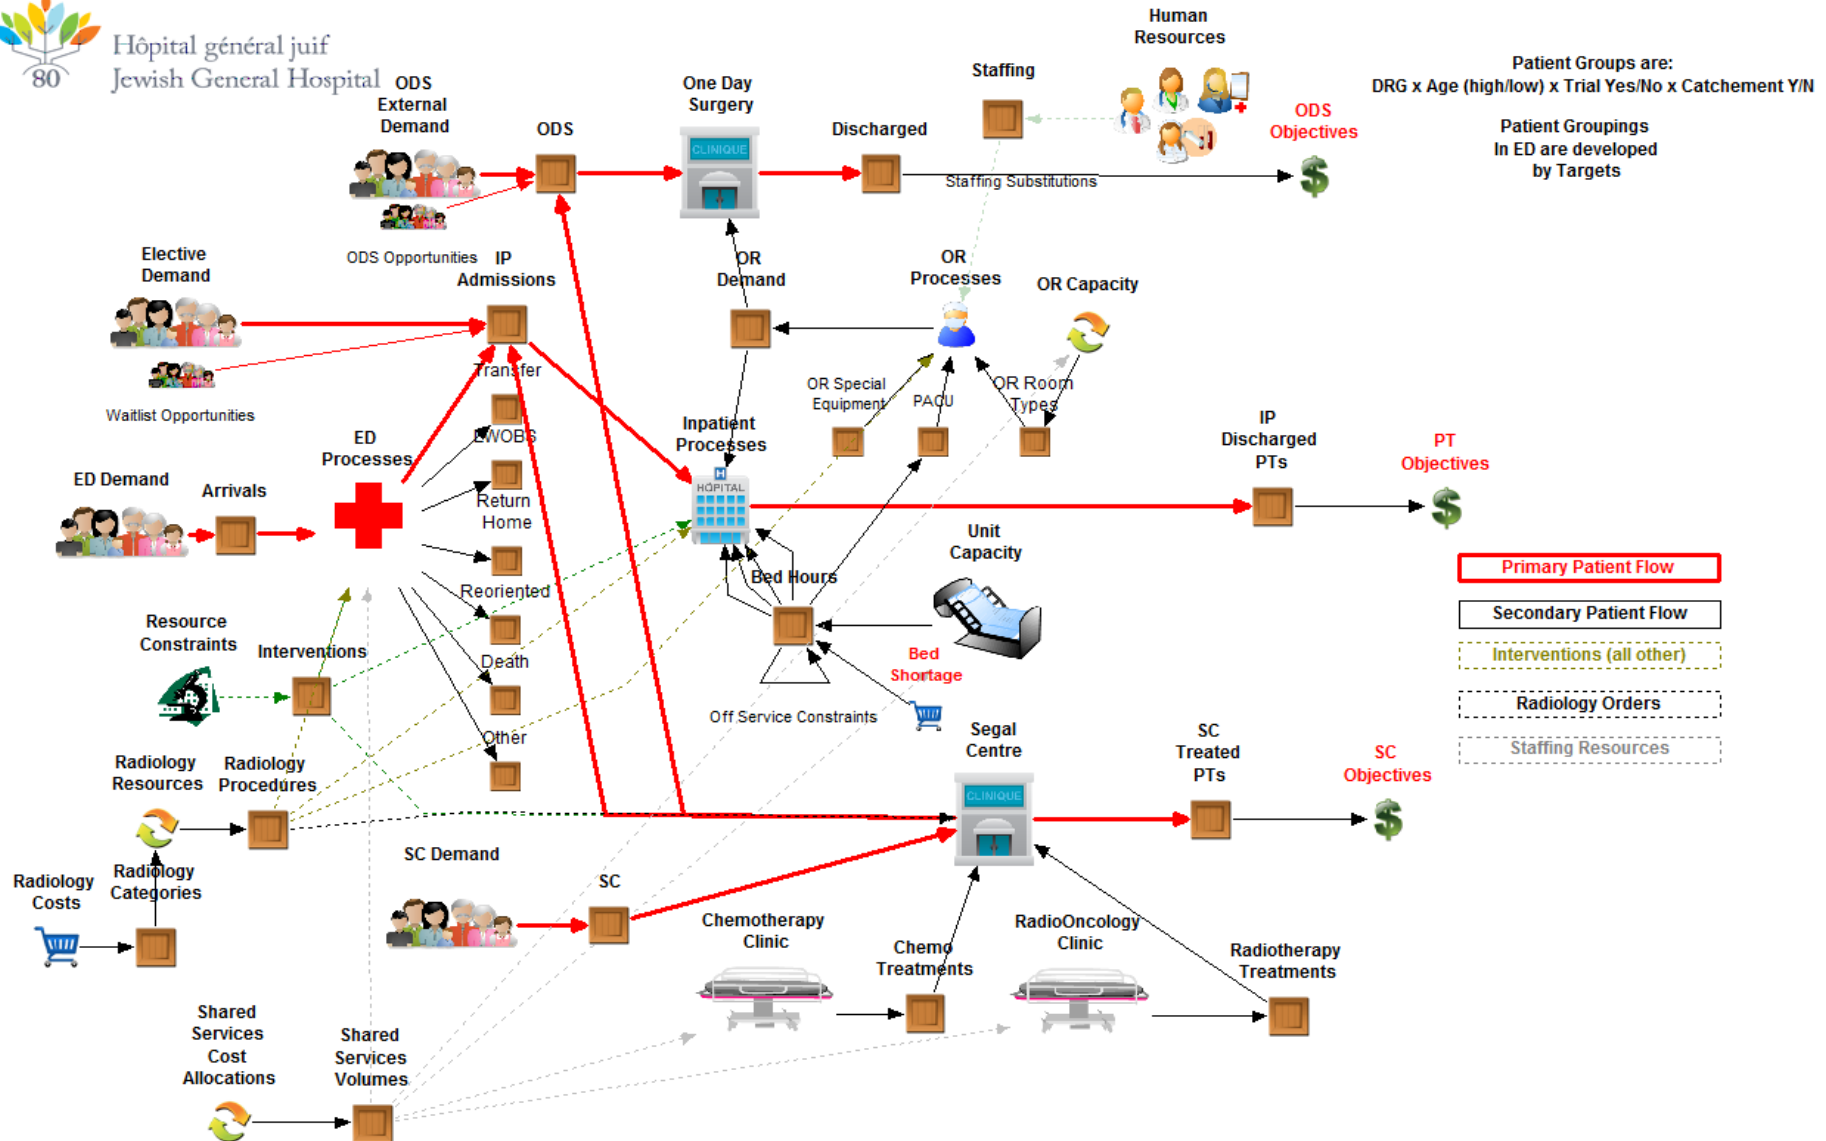 Hôpital général juif
Jewish General Hospital
80
ODS
External
Demand
ODS
One Day
Surgery
CLINIQUE
Discharged
Staffing
Human
Resources
ODS
Objectives
Patient Groups are:
DRG x Age (high/low) x Trial Yes/No x Catchement Y/N
Patient Groupings
In ED are developed
by Targets
Staffing Substitutions
Elective
Demand
ODS Opportunities
IP
Admissions
OR
Demand
OR
Processes
OR Capacity
Waitlist Opportunities
Transfer
LWOBS
Return
Home
Reoriented
Death
Other
OR Special
Equipment
PACU
OR Room
Types
Inpatient
Processes
H
HÔPITAL
IP
Discharged
PTs
PT
Objectives
ED Demand
Arrivals
ED
Processes
Bed Hours
Unit
Capacity
Primary Patient Flow
Secondary Patient Flow
Interventions (all other)
Radiology Orders
Staffing Resources
Resource
Constraints
Interventions
Bed
Shortage
Off Service Constraints
Radiology
Resources
Radiology
Procedures
Segal
Centre
CLINIQUE
SC
Treated
PTs
SC
Objectives
Radiology
Costs
Radiology
Categories
SC Demand
SC
Chemotherapy
Clinic
Chemo
Treatments
RadioOncology
Clinic
Radiotherapy
Treatments
Shared
Services
Cost
Allocations
Shared
Services
Volumes